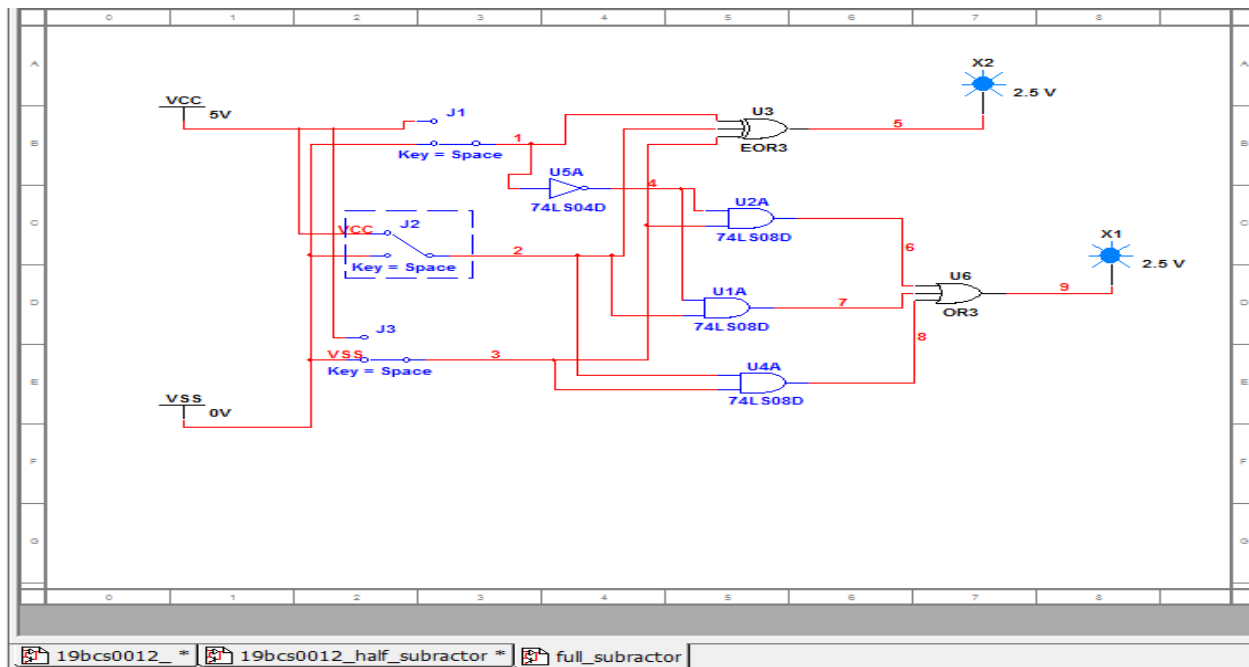 0 1 2 3 4 5 6 7 8
A A
X2
2.5 V
VCC
5V
J1
U3
5
B B
1
EOR3
Key = Space
U5A
4
74LS04D
U2A
C C
J2
VCC
74LS08D
X1
2
6
2.5 V
Key = Space
U6
U1A
9
D D
7
OR3
74LS08D
J3
8
VSS
3
Key = Space
U4A
E E
74LS08D
VSS
0V
F F
G G
0 1 2 3 4 5 6 7 8
19bcs0012_ * 19bcs0012_half_subractor * full_subractor